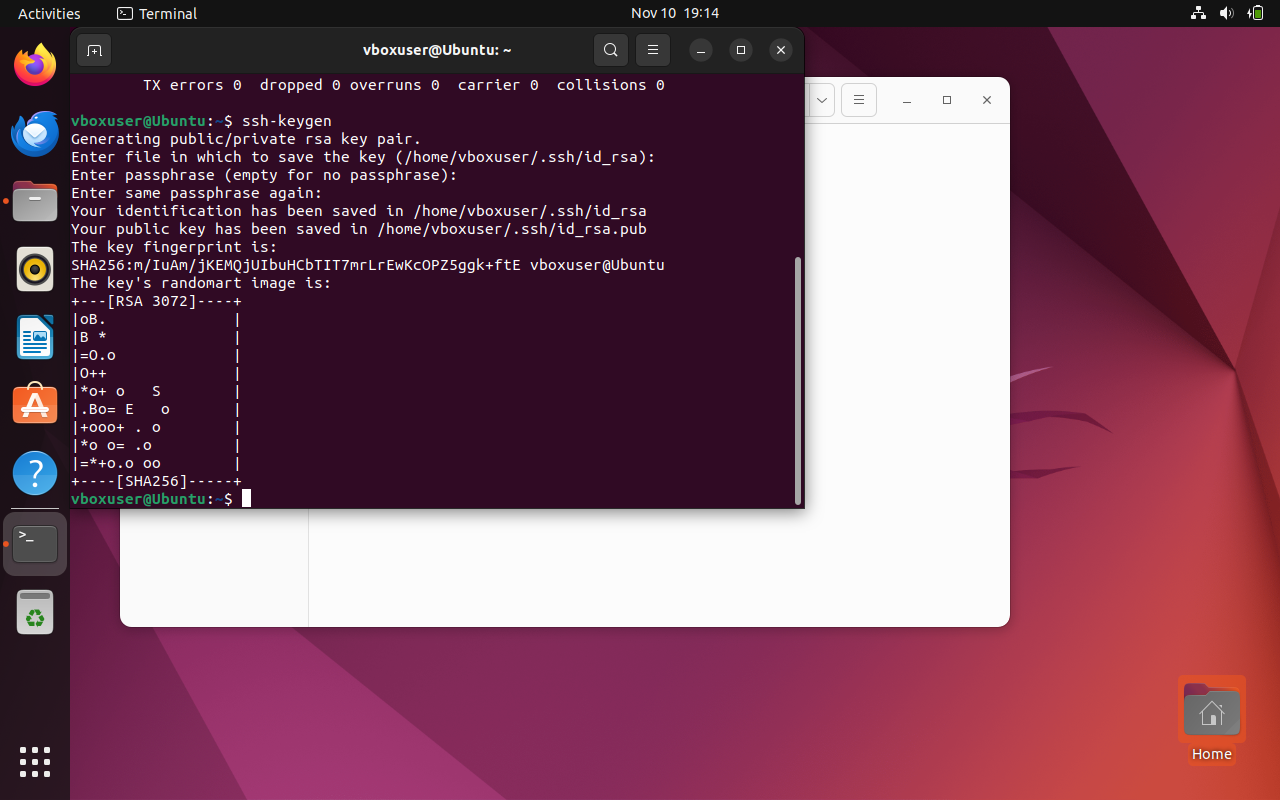 Activities
Terminal
Nov 10 19:14
vboxuser@Ubuntu: ~
TX errors 0  dropped 0 overruns 0  carrier 0  collisions 0
vboxuser@Ubuntu:~$ ssh-keygen
Generating public/private rsa key pair.
Enter file in which to save the key (/home/vboxuser/.ssh/id_rsa):
Enter passphrase (empty for no passphrase):
Enter same passphrase again:
Your identification has been saved in /home/vboxuser/.ssh/id_rsa
Your public key has been saved in /home/vboxuser/.ssh/id_rsa.pub
The key fingerprint is:
SHA256:m/IuAm/jKEMQjUIbuHCbTIT7mrLrEwKcOPZ5ggk+ftE vboxuser@Ubuntu
The key's randomart image is:
+---[RSA 3072]----+
|oB.              |
|B *              |
|=O.o             |
|O++              |
|*o+ o   S        |
|.Bo= E   o       |
|+ooo+ . o        |
|*o o= .o         |
|=*+o.o oo        |
+----[SHA256]-----+
vboxuser@Ubuntu:~$
Home